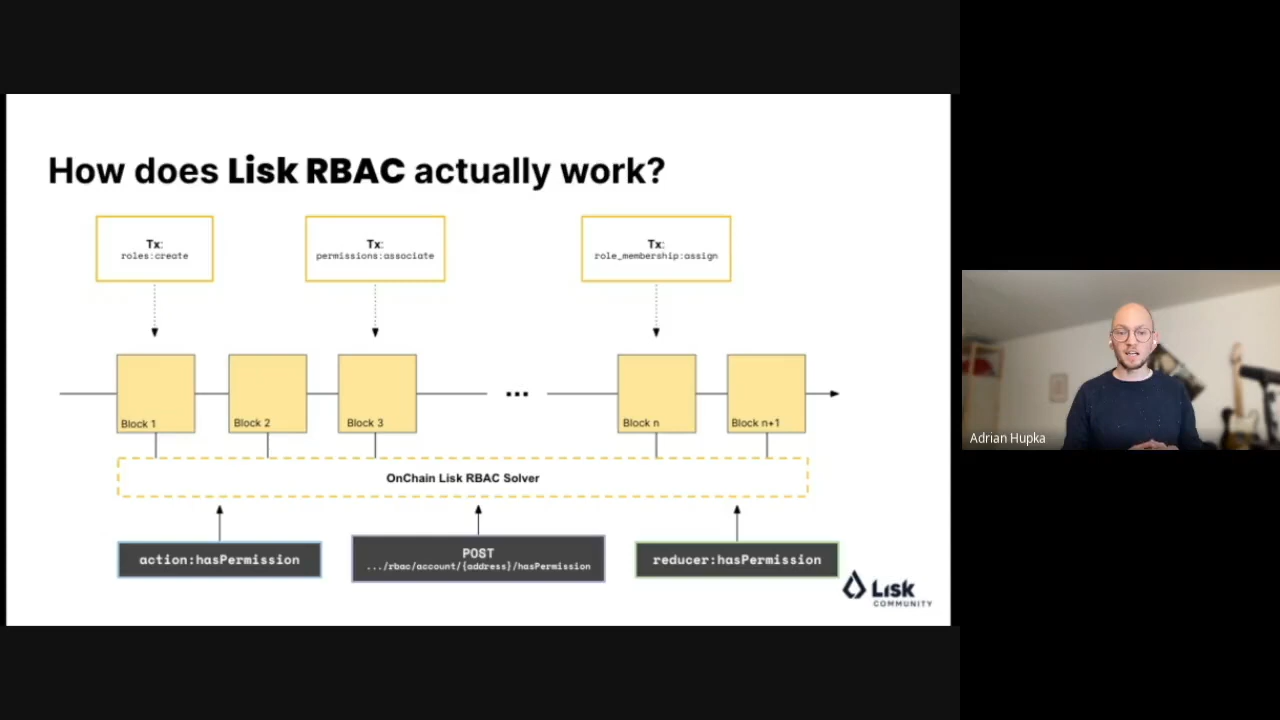 How does Lisk RBAC actually work?
Tx:
roles:create
Tx:
permissions:associate
Tx:
role_membership:assign
Block 1
Block 2
Block 3
...
Block n
Block n+1
OnChain Lisk RBAC Solver
action:hasPermission
POST
.../rbac/account/{address}/hasPermission
reducer:hasPermission
Lisk
COMMUNITY
Adrian Hupka